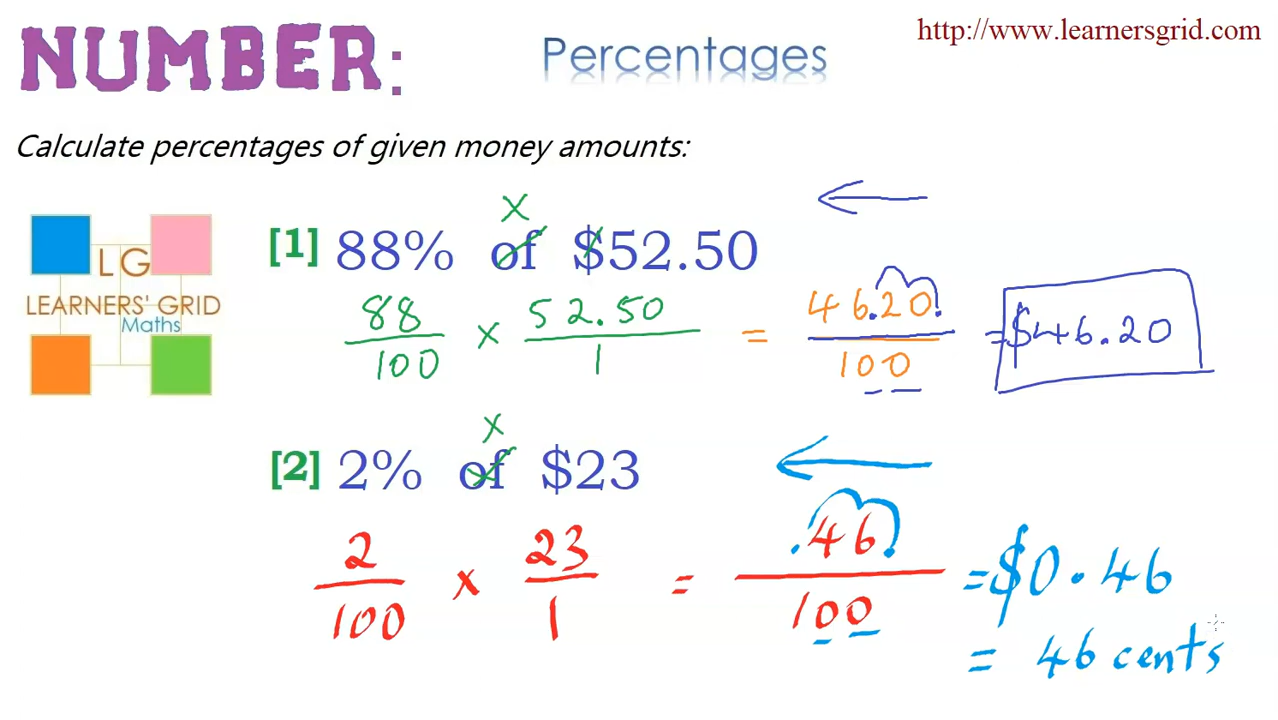 NUMBER:
Percentages
http://www.learnersgrid.com
Calculate percentages of given money amounts:
LG
LEARNERS' GRID
Maths
x
[1] 88% of $52.50
88/100 x 52.50/1 = 46.20./100 = $46.20
x
[2] 2% of $23
2/100 x 23/1 = .46./100 = $0.46
= 46 cents